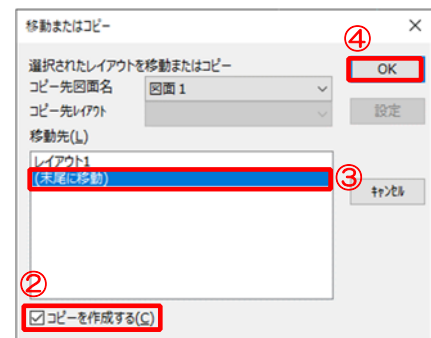 移動またはコピー
④
選択されたレイアウトを移動またはコピー
OK
コピー先図面名 図面1
コピー先ﾚｲｱｳﾄ
設定
移動先(L)
レイアウト1
(末尾に移動)
③
ｷｬﾝｾﾙ
②
コピーを作成する(C)